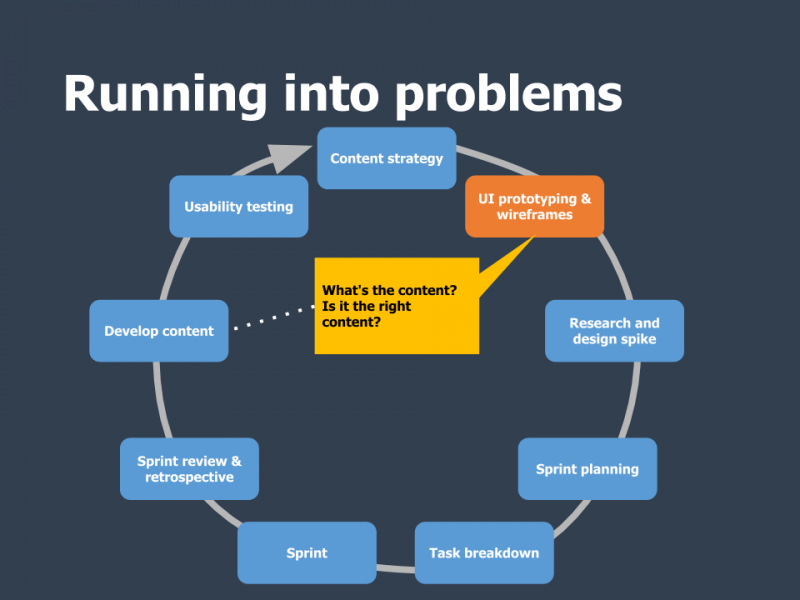 Running into problems
Content strategy
UI prototyping &
wireframes
Usability testing
What's the content?
Is it the right
content?
Develop content
Research and
design spike
Sprint review &
retrospective
Sprint planning
Sprint
Task breakdown